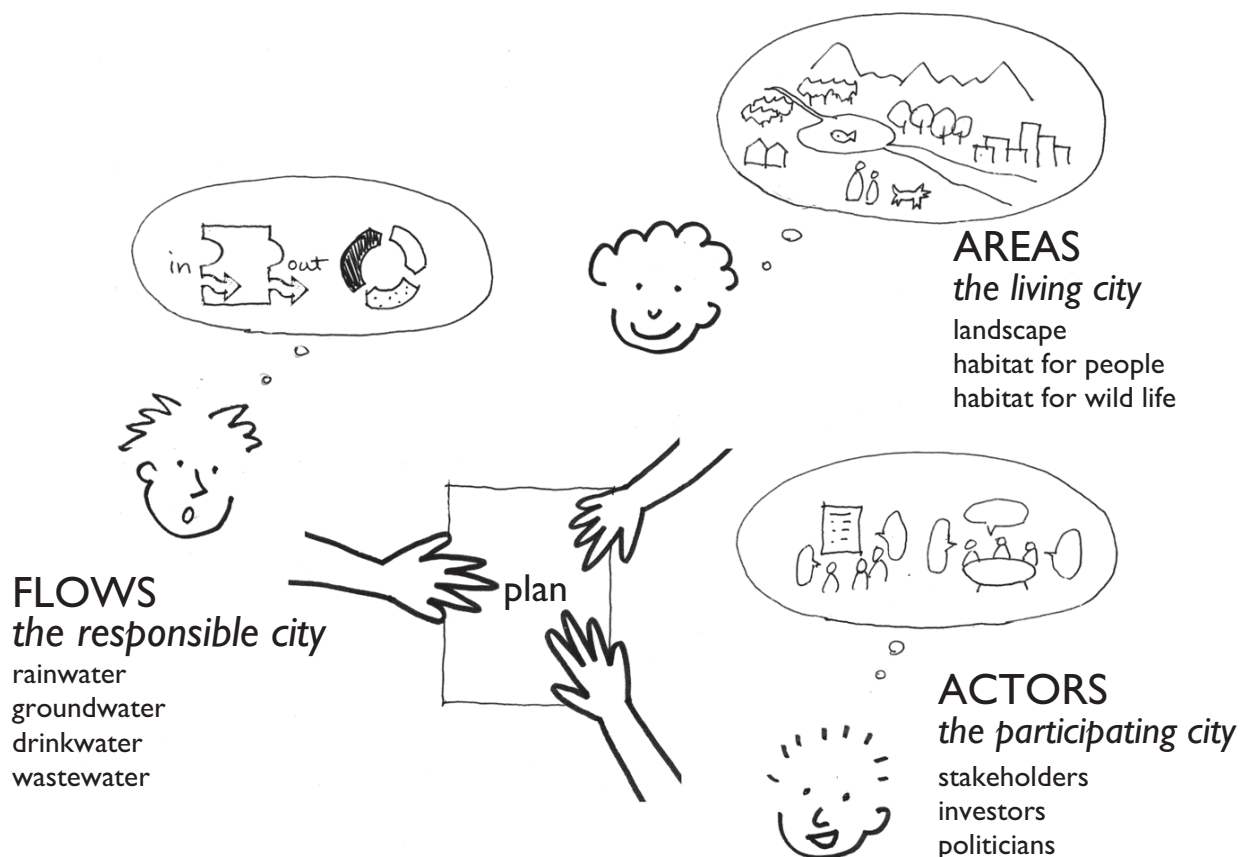 in
out
AREAS
the living city
landscape
habitat for people
habitat for wild life
plan
FLOWS
the responsible city
rainwater
groundwater
drinkwater
wastewater
ACTORS
the participating city
stakeholders
investors
politicians